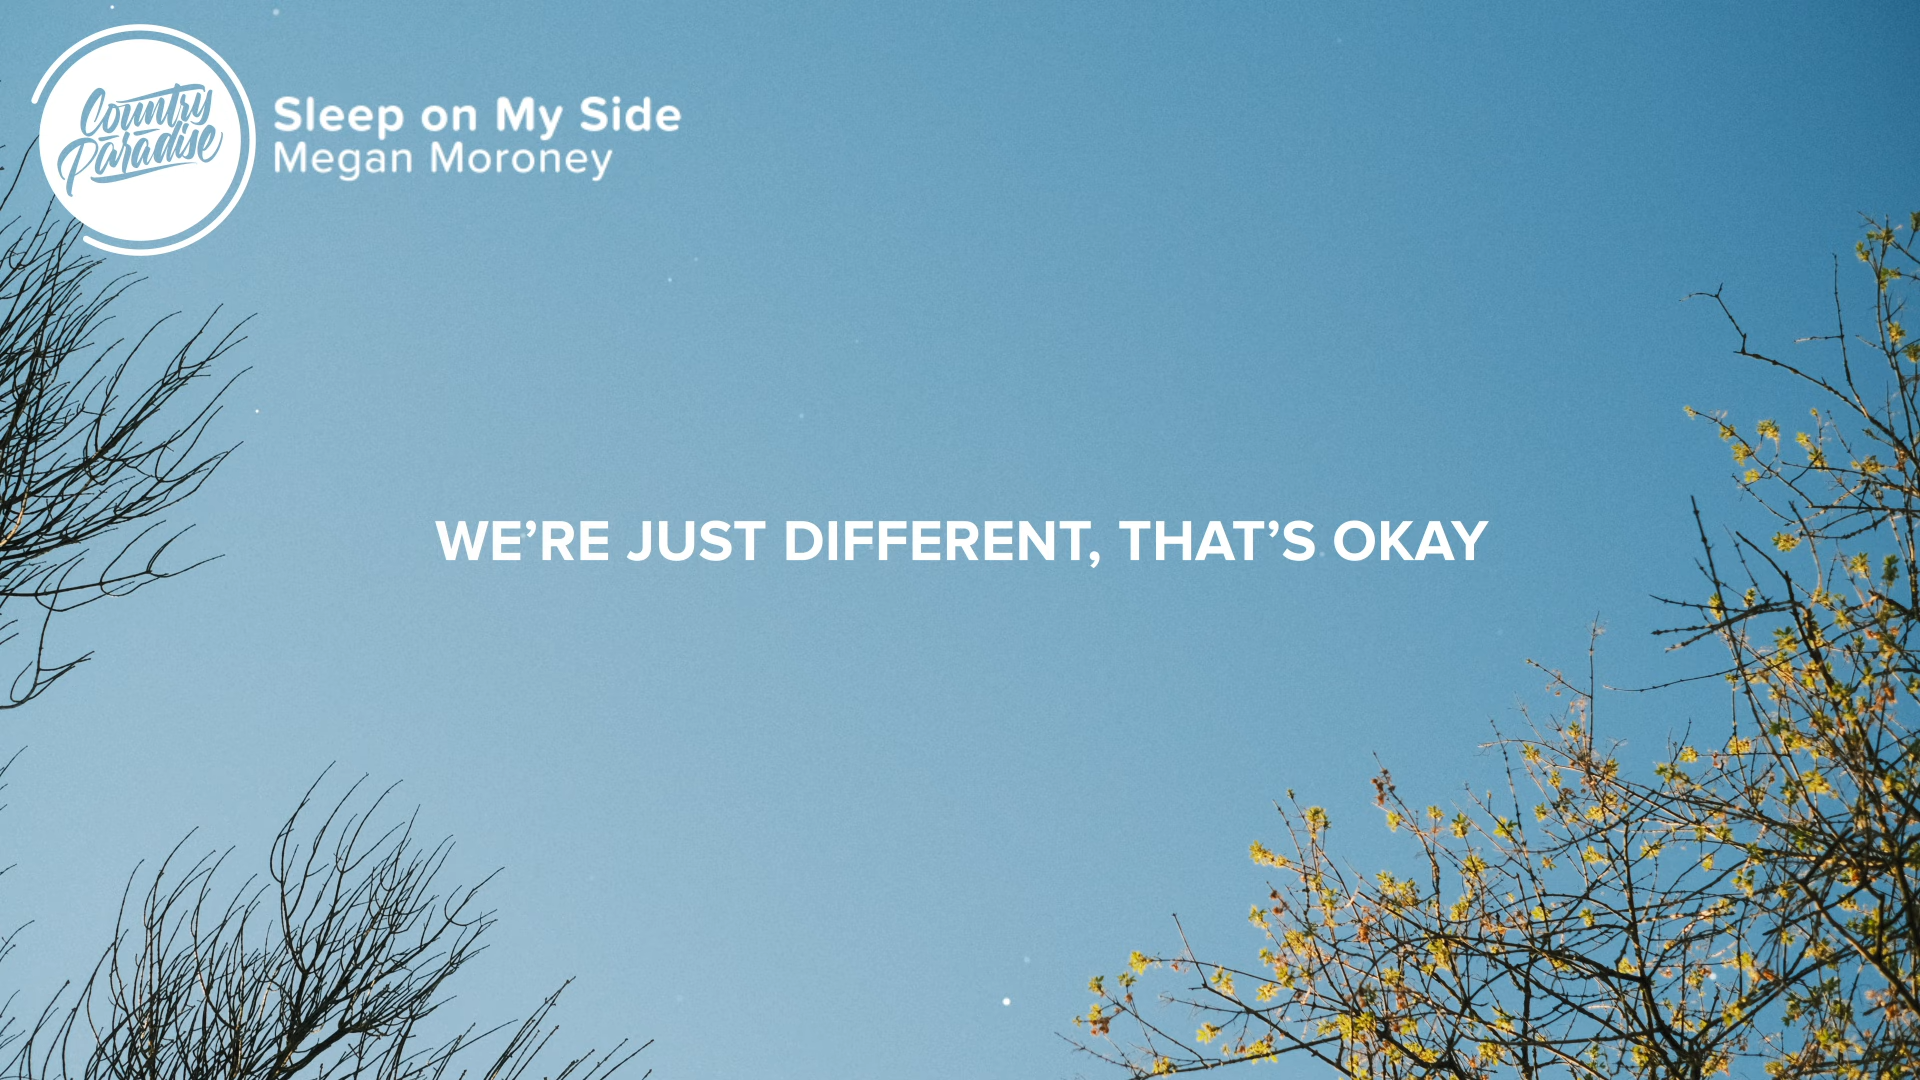 Country
Paradise
Sleep on My Side
Megan Moroney
WE’RE JUST DIFFERENT, THAT’S OKAY